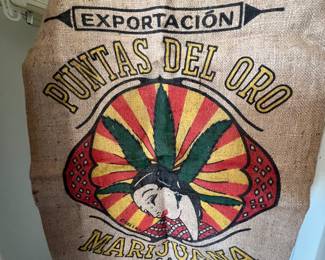 EXPORTACIÓN
PUNTAS DEL ORO
MARIJUANA